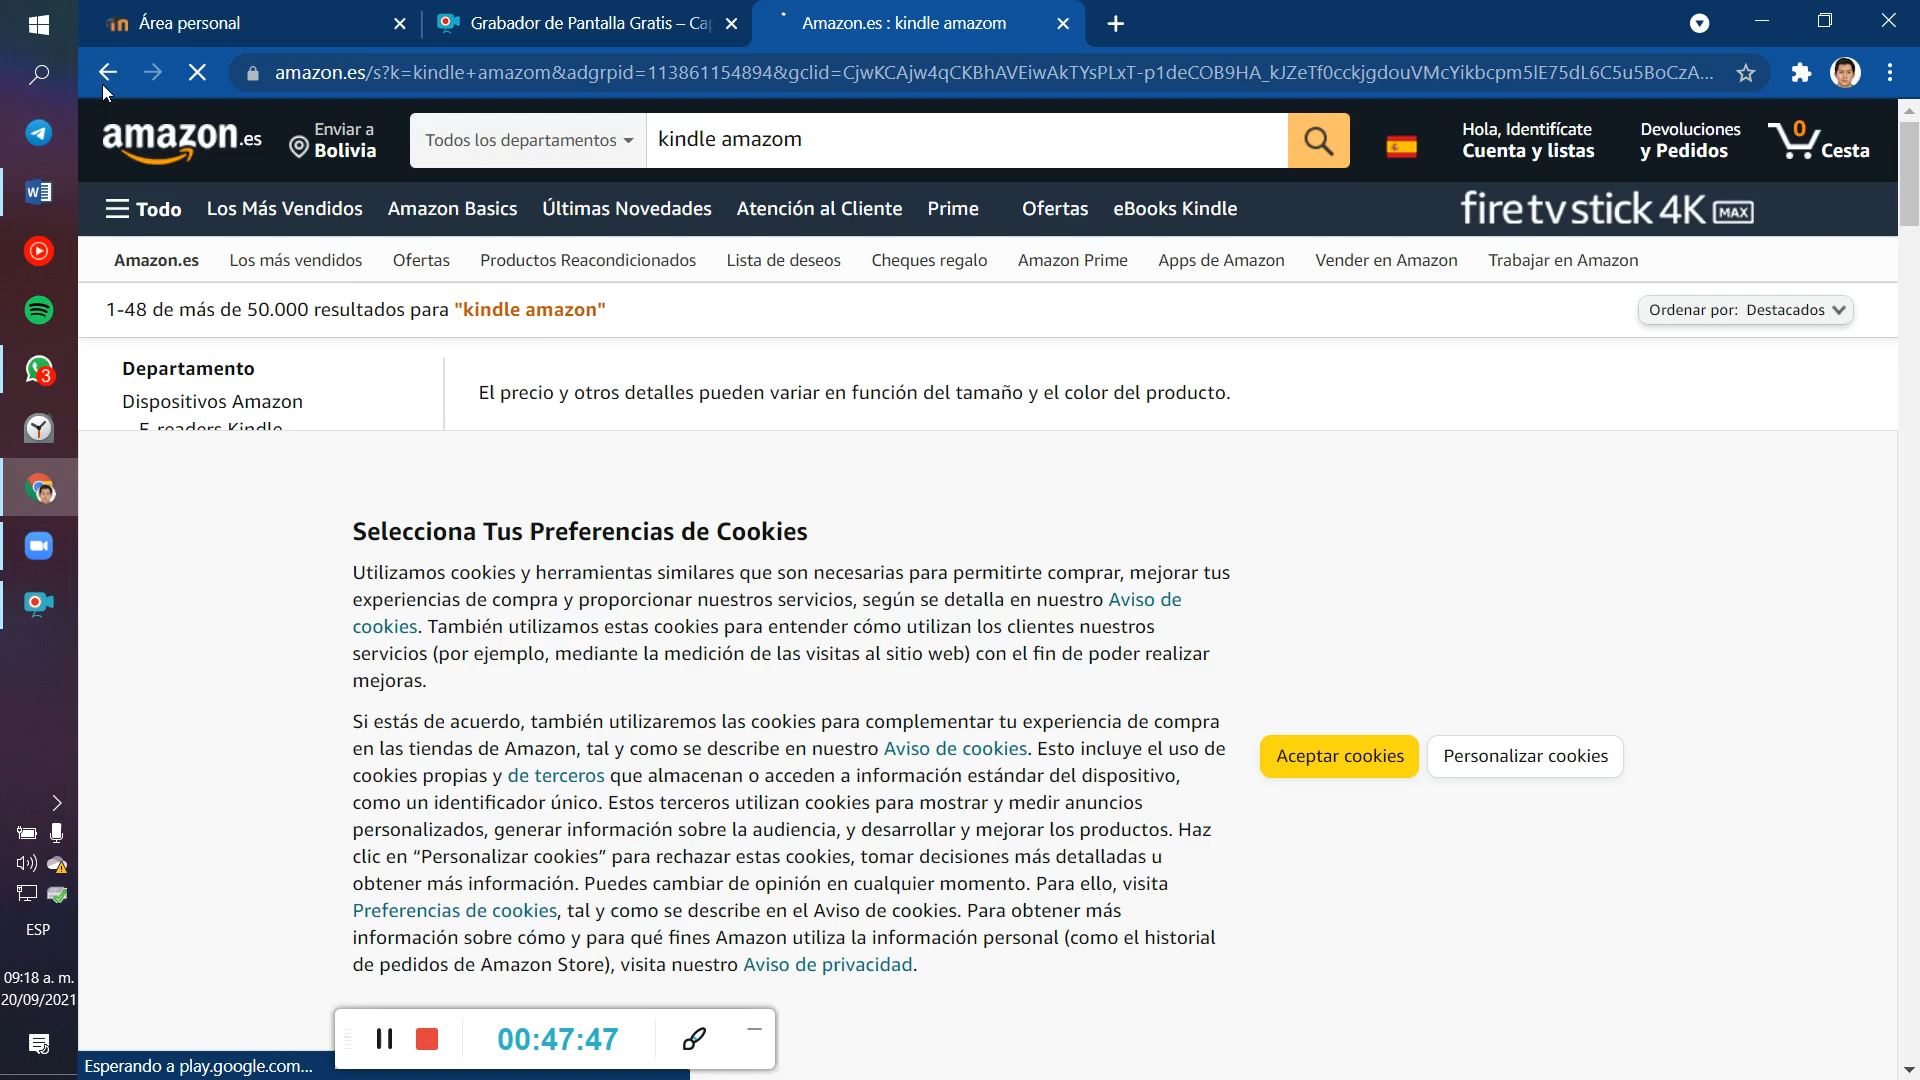 Área personal
Grabador de Pantalla Gratis – Ca
Amazon.es : kindle amazom
amazon.es/s?k=kindle+amazom&adgrpid=113861154894&gclid=CjwKCAjw4qCKBhAVEiwAkTYsPLxT-p1deCOB9HA_kJZeTf0cckjgdouVMcYikbcpm5lE75dL6C5u5BoCzA...
amazon.es
Enviar a
Bolivia
Todos los departamentos
kindle amazom
Hola, Identifícate
Cuenta y listas
Devoluciones
y Pedidos
0
Cesta
Todo Los Más Vendidos Amazon Basics Últimas Novedades Atención al Cliente Prime Ofertas eBooks Kindle
fire tv stick 4K MAX
Amazon.es Los más vendidos Ofertas Productos Reacondicionados Lista de deseos Cheques regalo Amazon Prime Apps de Amazon Vender en Amazon Trabajar en Amazon
1-48 de más de 50.000 resultados para "kindle amazon"
Ordenar por: Destacados
Departamento
Dispositivos Amazon
E-readers Kindle
El precio y otros detalles pueden variar en función del tamaño y el color del producto.
Selecciona Tus Preferencias de Cookies
Utilizamos cookies y herramientas similares que son necesarias para permitirte comprar, mejorar tus
experiencias de compra y proporcionar nuestros servicios, según se detalla en nuestro Aviso de
cookies. También utilizamos estas cookies para entender cómo utilizan los clientes nuestros
servicios (por ejemplo, mediante la medición de las visitas al sitio web) con el fin de poder realizar
mejoras.
Si estás de acuerdo, también utilizaremos las cookies para complementar tu experiencia de compra
en las tiendas de Amazon, tal y como se describe en nuestro Aviso de cookies. Esto incluye el uso de
cookies propias y de terceros que almacenan o acceden a información estándar del dispositivo,
como un identificador único. Estos terceros utilizan cookies para mostrar y medir anuncios
personalizados, generar información sobre la audiencia, y desarrollar y mejorar los productos. Haz
clic en “Personalizar cookies” para rechazar estas cookies, tomar decisiones más detalladas u
obtener más información. Puedes cambiar de opinión en cualquier momento. Para ello, visita
Preferencias de cookies, tal y como se describe en el Aviso de cookies. Para obtener más
información sobre cómo y para qué fines Amazon utiliza la información personal (como el historial
de pedidos de Amazon Store), visita nuestro Aviso de privacidad.
Aceptar cookies
Personalizar cookies
00:47:47
Esperando a play.google.com...
W
3
ESP
09:18 a. m.
20/09/2021